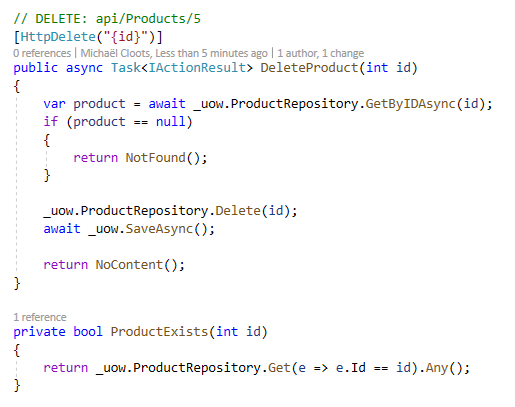 // DELETE: api/Products/5
[HttpDelete("{id}")]
0 references | Michaël Cloots, Less than 5 minutes ago | 1 author, 1 change
public async Task<IActionResult> DeleteProduct(int id)
{
    var product = await _uow.ProductRepository.GetByIDAsync(id);
    if (product == null)
    {
        return NotFound();
    }

    _uow.ProductRepository.Delete(id);
    await _uow.SaveAsync();

    return NoContent();
}

1 reference
private bool ProductExists(int id)
{
    return _uow.ProductRepository.Get(e => e.Id == id).Any();
}